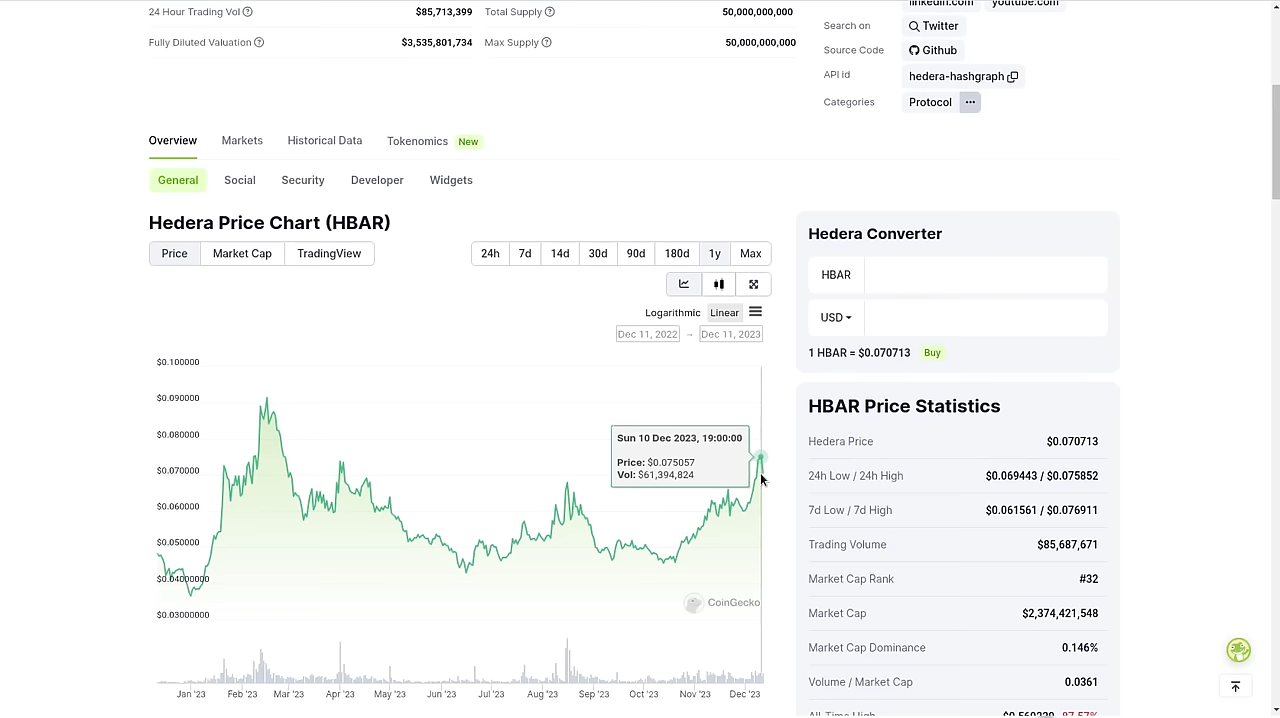 24 Hour Trading Vol $85,713,399 Total Supply 50,000,000,000
Fully Diluted Valuation $3,535,801,734 Max Supply 50,000,000,000
linkedin.com youtube.com
Search on Twitter
Source Code Github
API id hedera-hashgraph
Categories Protocol ...
Overview Markets Historical Data Tokenomics New
General Social Security Developer Widgets
Hedera Price Chart (HBAR)
Price Market Cap TradingView 24h 7d 14d 30d 90d 180d 1y Max
Logarithmic Linear
Dec 11, 2022 → Dec 11, 2023
$0.100000
$0.090000
$0.080000
$0.070000
$0.060000
$0.050000
$0.04000000
$0.03000000
Sun 10 Dec 2023, 19:00:00
Price: $0.075057
Vol: $61,394,824
CoinGecko
Jan '23 Feb '23 Mar '23 Apr '23 May '23 Jun '23 Jul '23 Aug '23 Sep '23 Oct '23 Nov '23 Dec '23
Hedera Converter
HBAR
USD
1 HBAR = $0.070713 Buy
HBAR Price Statistics
Hedera Price $0.070713
24h Low / 24h High $0.069443 / $0.075852
7d Low / 7d High $0.061561 / $0.076911
Trading Volume $85,687,671
Market Cap Rank #32
Market Cap $2,374,421,548
Market Cap Dominance 0.146%
Volume / Market Cap 0.0361
All-Time High